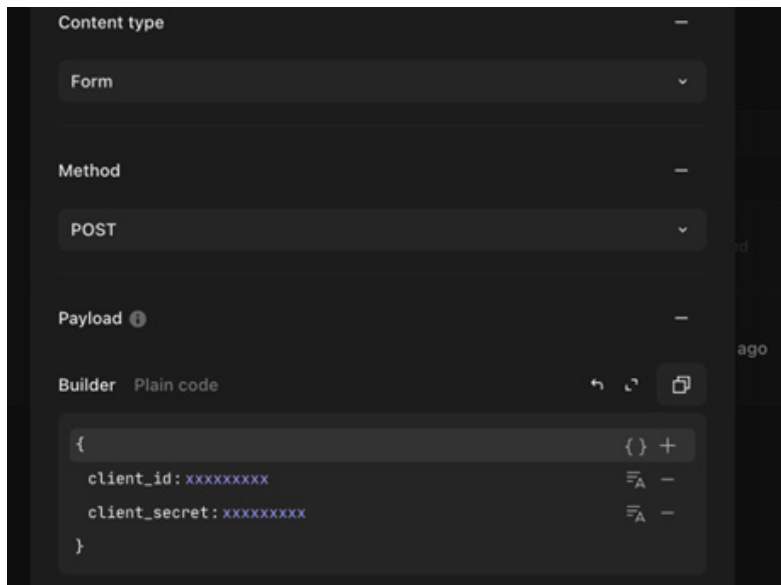 Content type
Form
Method
POST
Payload
Builder Plain code
{
client_id:xxxxxxxxx
client_secret:xxxxxxxxx
}
ago